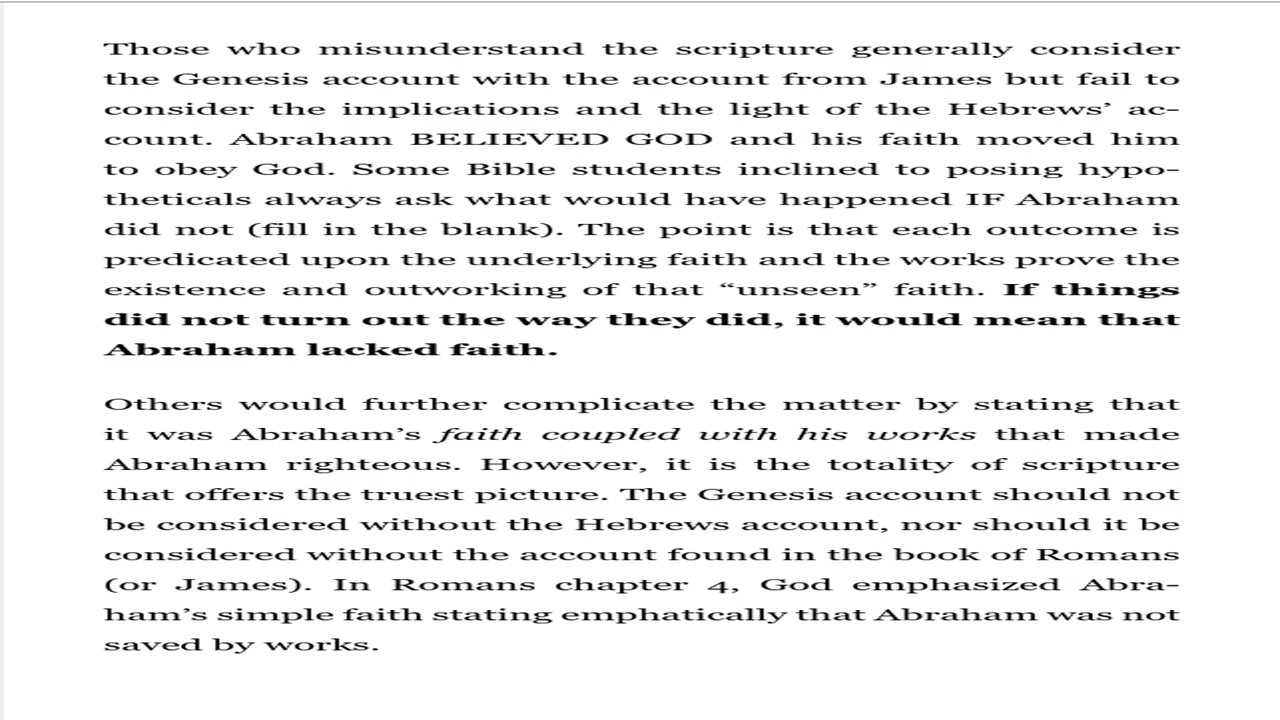 Those who misunderstand the scripture generally consider
the Genesis account with the account from James but fail to
consider the implications and the light of the Hebrews’ ac-
count. Abraham BELIEVED GOD and his faith moved him
to obey God. Some Bible students inclined to posing hypo-
theticals always ask what would have happened IF Abraham
did not (fill in the blank). The point is that each outcome is
predicated upon the underlying faith and the works prove the
existence and outworking of that “unseen” faith. If things
did not turn out the way they did, it would mean that
Abraham lacked faith.
Others would further complicate the matter by stating that
it was Abraham’s faith coupled with his works that made
Abraham righteous. However, it is the totality of scripture
that offers the truest picture. The Genesis account should not
be considered without the Hebrews account, nor should it be
considered without the account found in the book of Romans
(or James). In Romans chapter 4, God emphasized Abra-
ham’s simple faith stating emphatically that Abraham was not
saved by works.